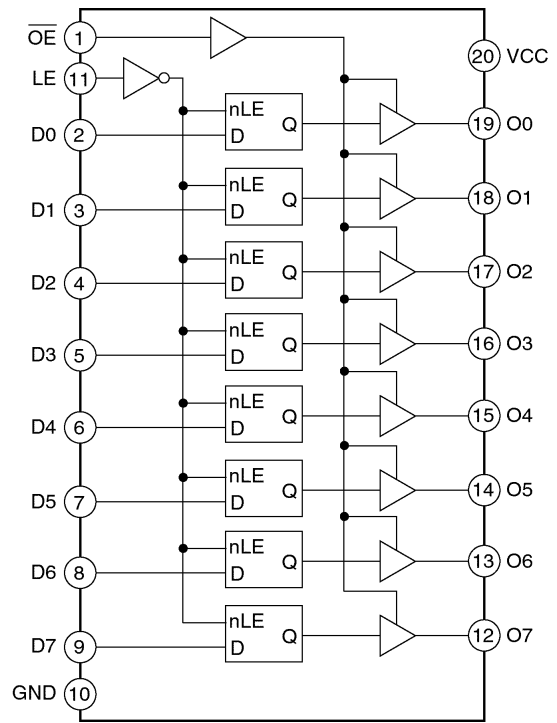 OE 1
20 VCC
LE 11
nLE
D0 2 D Q 19 O0
nLE
D1 3 D Q 18 O1
nLE
D2 4 D Q 17 O2
nLE
D3 5 D Q 16 O3
nLE
D4 6 D Q 15 O4
nLE
D5 7 D Q 14 O5
nLE
D6 8 D Q 13 O6
nLE
D7 9 D Q 12 O7
GND 10